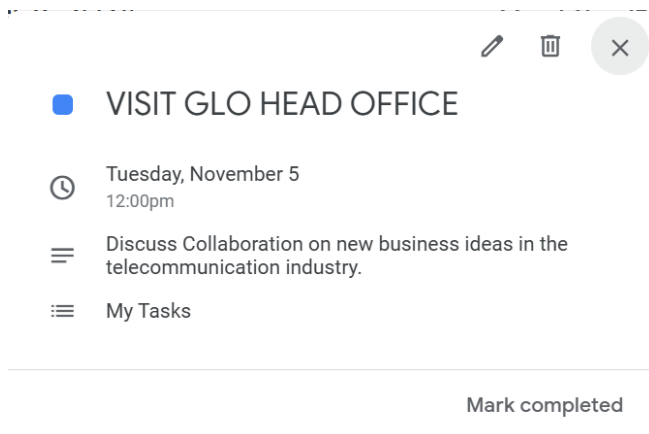 VISIT GLO HEAD OFFICE
Tuesday, November 5
12:00pm
Discuss Collaboration on new business ideas in the
telecommunication industry.
My Tasks
Mark completed